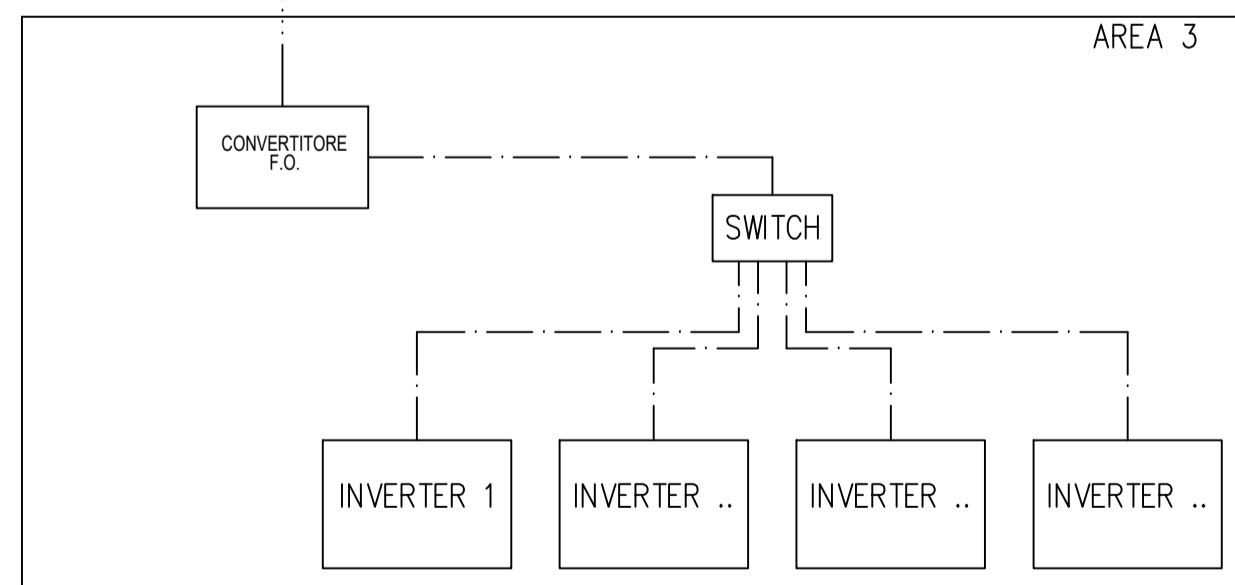 AREA 3
CONVERTITORE
F.O.
SWITCH
INVERTER 1
INVERTER ..
INVERTER ..
INVERTER ..